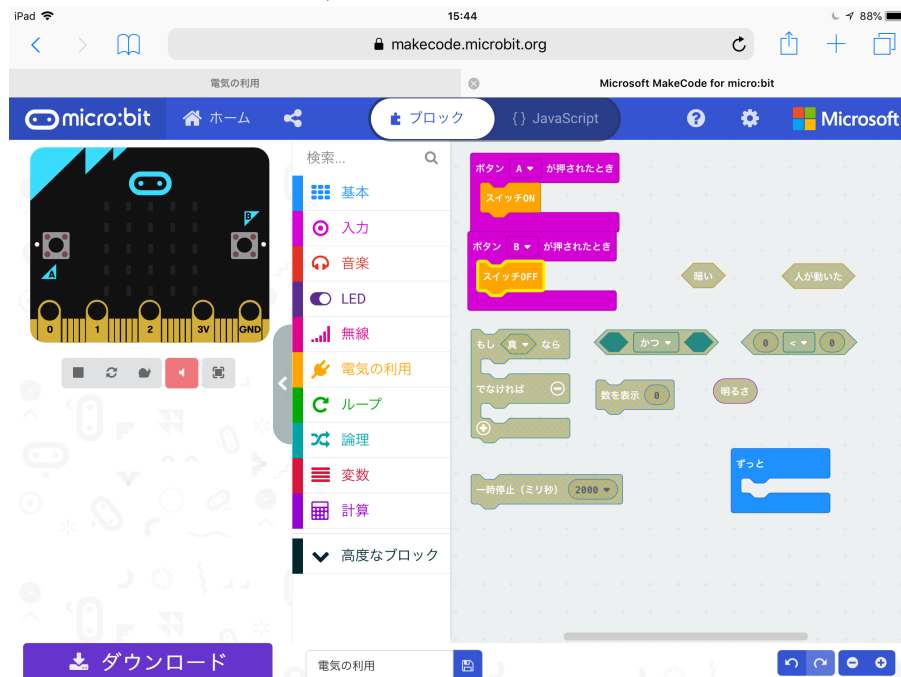 iPad 15:44 88%
makecode.microbit.org
電気の利用 Microsoft MakeCode for micro:bit
micro:bit ホーム ブロック {} JavaScript Microsoft
検索...
基本
入力
音楽
LED
無線
電気の利用
ループ
論理
変数
計算
高度なブロック
A
B
0 1 2 3V GND
ボタン A が押されたとき
スイッチON
ボタン B が押されたとき
スイッチOFF
暗い 人が動いた
もし 真 なら
でなければ
かつ
0 < 0
数を表示 0
明るさ
ずっと
一時停止(ミリ秒) 2000
ダウンロード
電気の利用